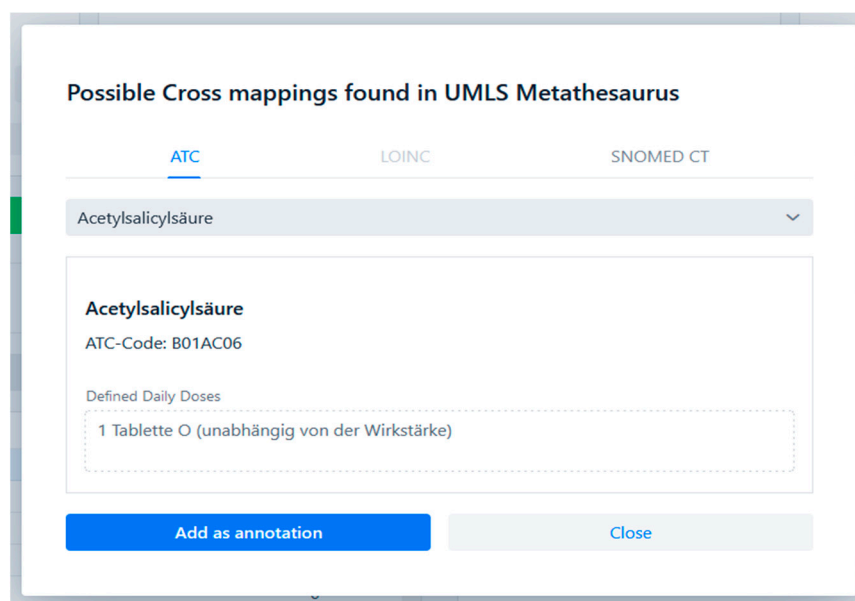 Possible Cross mappings found in UMLS Metathesaurus
ATC LOINC SNOMED CT
Acetylsalicylsäure
Acetylsalicylsäure
ATC-Code: B01AC06
Defined Daily Doses
1 Tablette O (unabhängig von der Wirkstärke)
Add as annotation Close